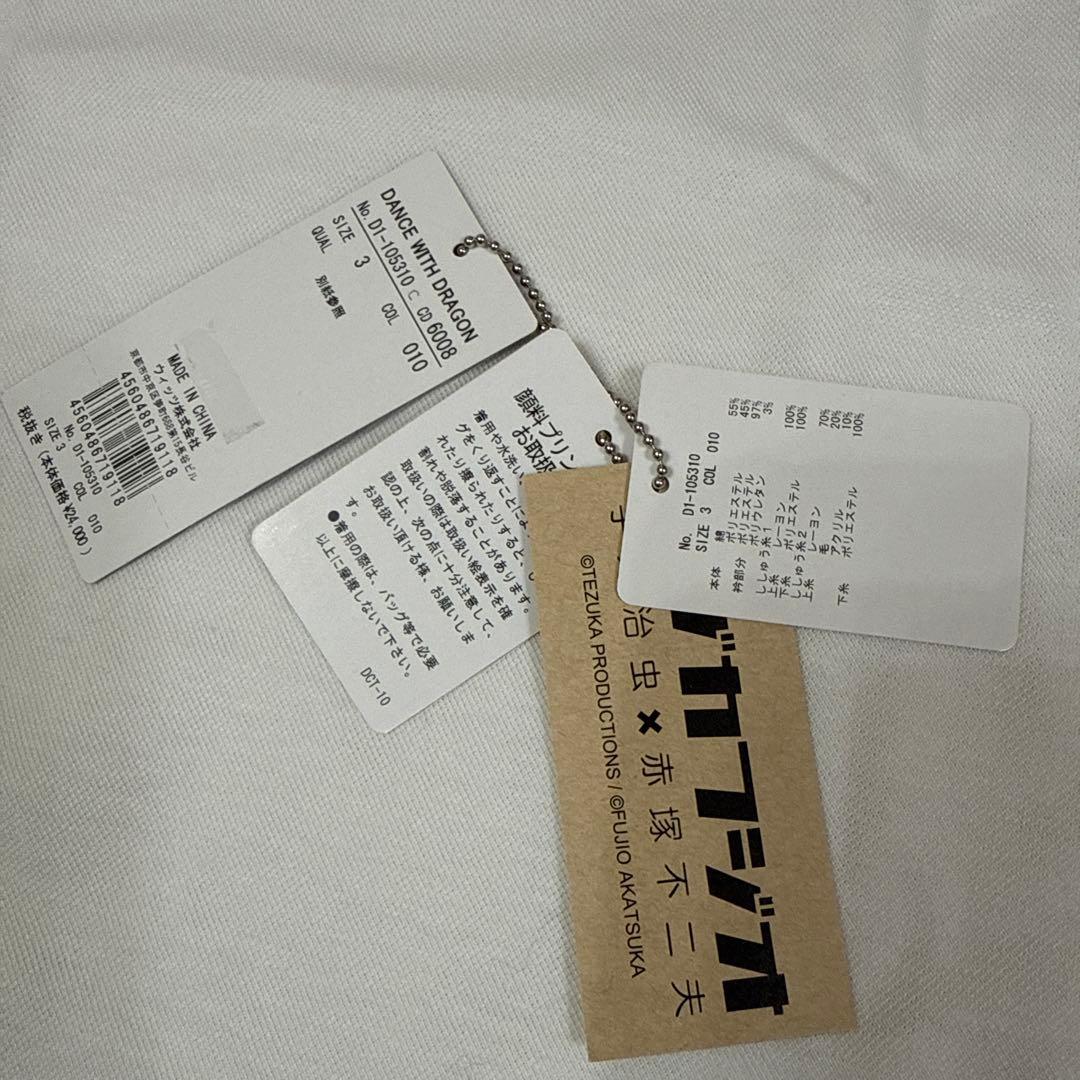 DANCE WITH DRAGON
No. D1-105310 C CD 6008
SIZE 3 COL 010
QUAL 別紙参照
MADE IN CHINA
ウィッツ株式会社
4560486719118
4560486719118
SIZE 3 No. D1-105310 COL 010
税抜き(本体価格¥24,000)
顔料プリン
お取扱
着用や水洗い
グをくり返すことによ
れたり擦られたりすると、
割れや脱落することがあります。
取扱いの際は取扱い絵表示を確
認の上、次の点に十分注意して、
お取扱い頂ける様、お願いしま
す。
●着用の際は、バッグ等で必要
以上に摩擦しないで下さい。
DCT-10
No. D1-105310
SIZE 3 COL 010
本体 綿 55%
ポリエステル 45%
衿部分 ポリエステル 97%
ポリウレタン 3%
ししゅう糸1
上糸 レーヨン 100%
下糸 ポリエステル 100%
ししゅう糸2
上糸 レーヨン 70%
毛 20%
アクリル 10%
下糸 ポリエステル 100%
バカフジオ
治虫×赤塚不二夫
©TEZUKA PRODUCTIONS / ©FUJIO AKATSUKA